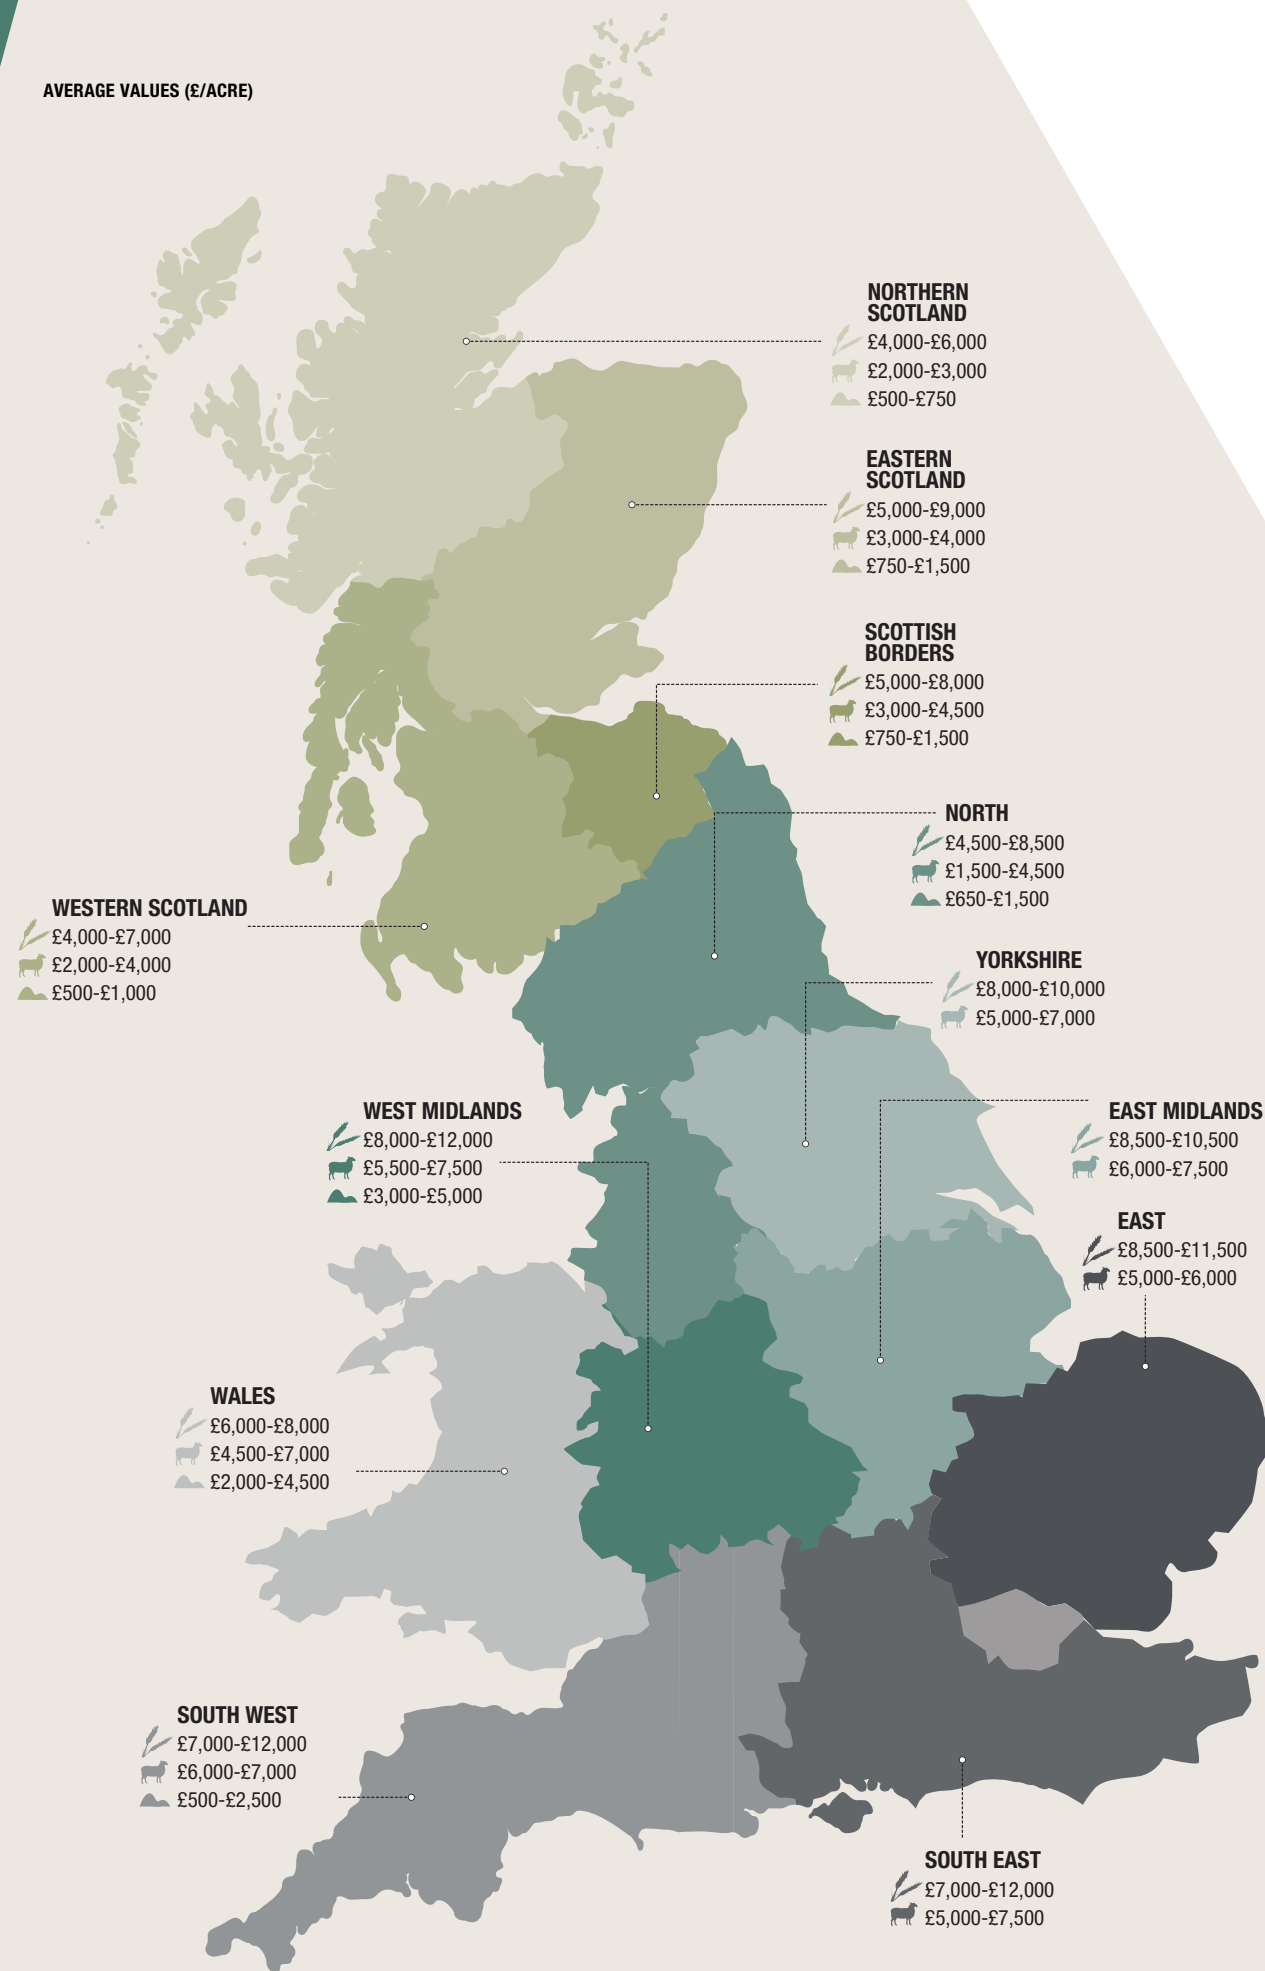 AVERAGE VALUES (£/ACRE)
NORTHERN
SCOTLAND
£4,000-£6,000
£2,000-£3,000
£500-£750
EASTERN
SCOTLAND
£5,000-£9,000
£3,000-£4,000
£750-£1,500
SCOTTISH
BORDERS
£5,000-£8,000
£3,000-£4,500
£750-£1,500
NORTH
£4,500-£8,500
£1,500-£4,500
£650-£1,500
WESTERN SCOTLAND
£4,000-£7,000
£2,000-£4,000
£500-£1,000
YORKSHIRE
£8,000-£10,000
£5,000-£7,000
WEST MIDLANDS
£8,000-£12,000
£5,500-£7,500
£3,000-£5,000
EAST MIDLANDS
£8,500-£10,500
£6,000-£7,500
EAST
£8,500-£11,500
£5,000-£6,000
WALES
£6,000-£8,000
£4,500-£7,000
£2,000-£4,500
SOUTH WEST
£7,000-£12,000
£6,000-£7,000
£500-£2,500
SOUTH EAST
£7,000-£12,000
£5,000-£7,500